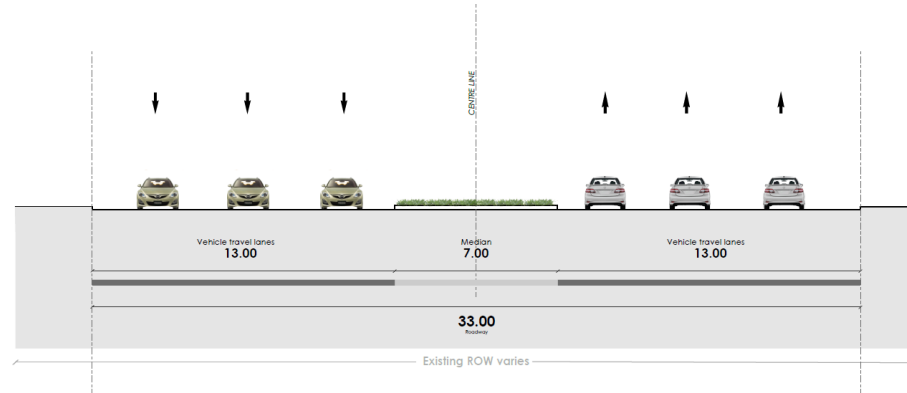 CENTRE LINE
Vehicle travel lanes
13.00
Median
7.00
Vehicle travel lanes
13.00
33.00
Roadway
Existing ROW varies